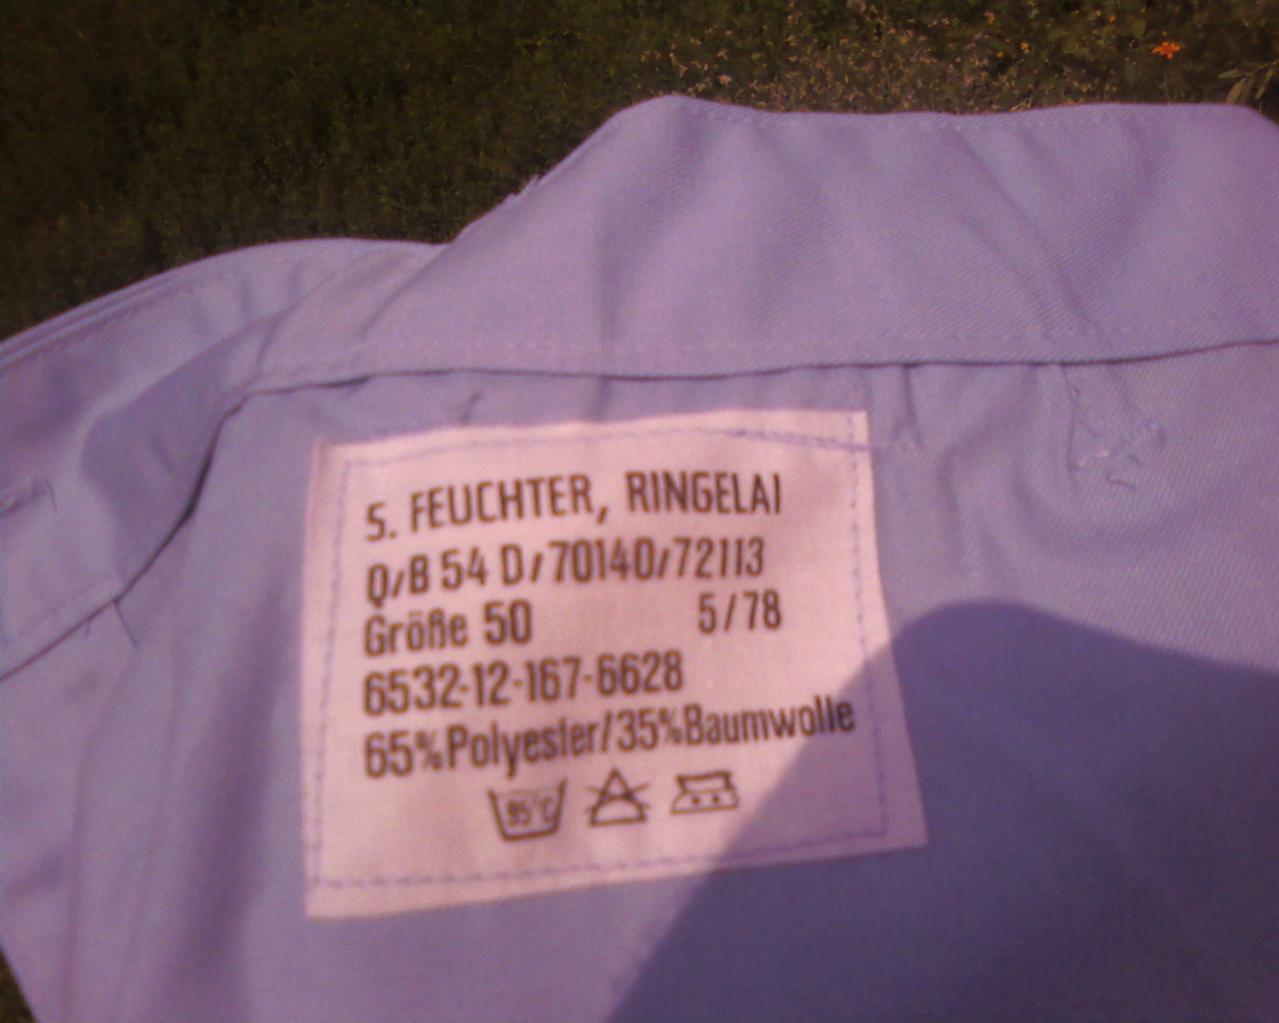 S. FEUCHTER, RINGELAI
Q/B 54 D/70140/72113
Größe 50 5/78
6532-12-167-6628
65%Polyester/35%Baumwolle
95°C